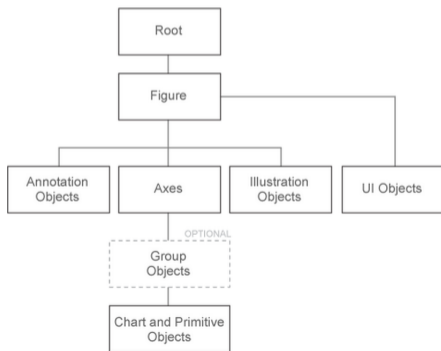 Root
Figure
Annotation
Objects
Axes
Illustration
Objects
UI Objects
OPTIONAL
Group
Objects
Chart and Primitive
Objects